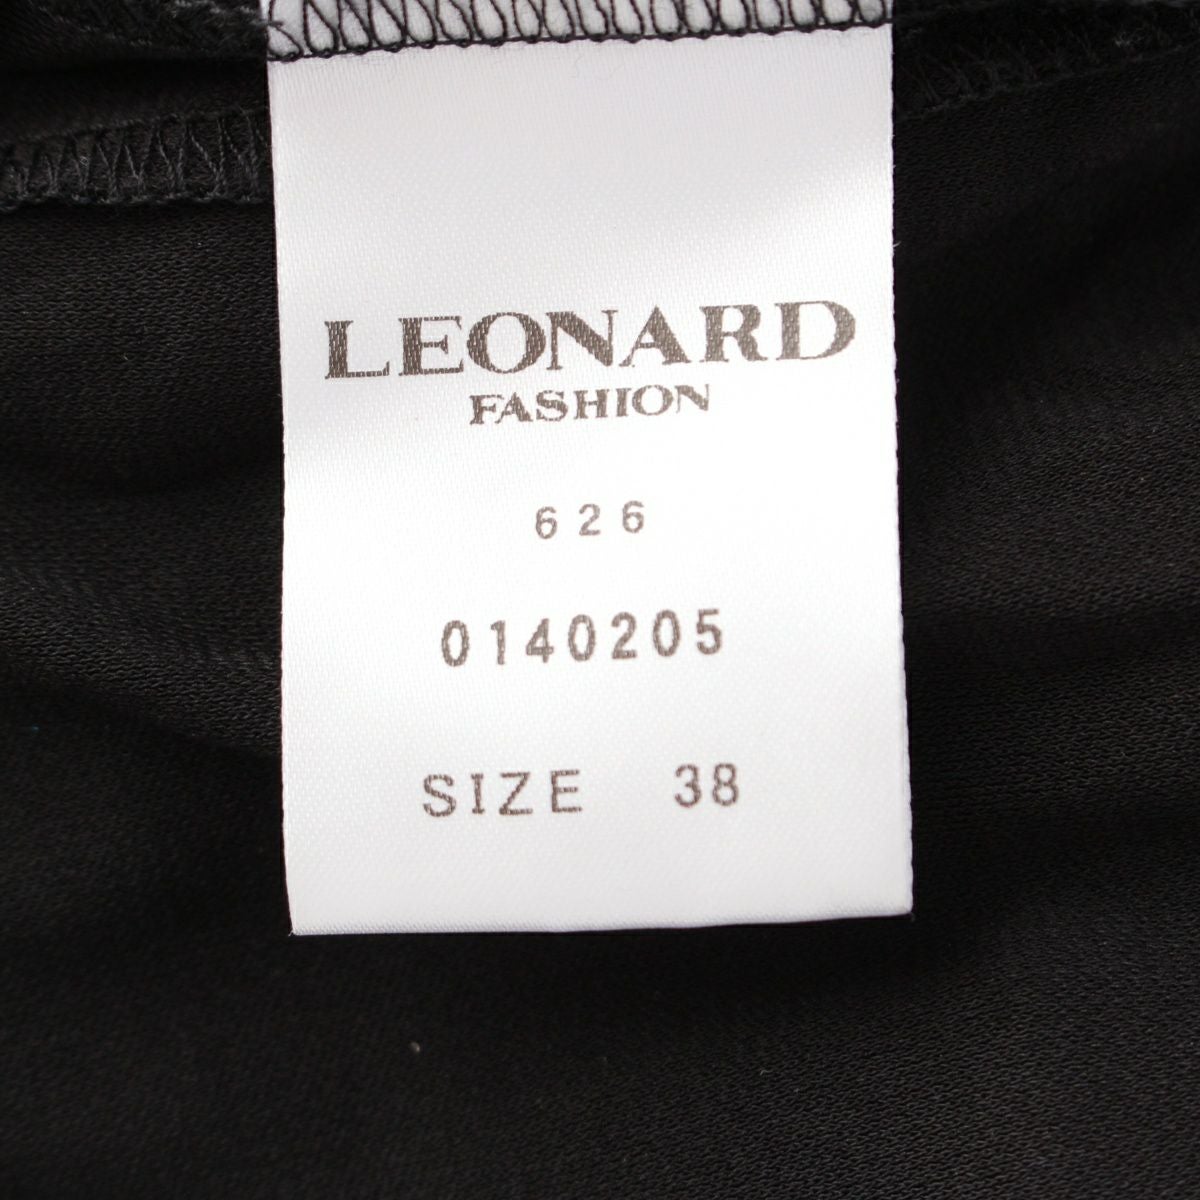 LEONARD
FASHION
626
0140205
SIZE 38